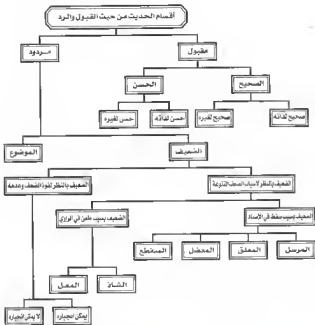 أقسام الحديث من حيث القبول والرد
مقبول
مردود
الصحيح
الحسن
صحيح لذاته
صحيح لغيره
حسن لذاته
حسن لغيره
الضعيف
الموضوع
الضعيف بالنظر لأسباب الضعف المتنوعة
الضعيف بالنظر لقوة الضعف وعدمه
الضعيف بسبب سقط في الإسناد
الضعيف بسبب طعن في الراوي
المرسل
المعلق
المعضل
المنقطع
الشاذ
المعل
يمكن انجباره
لا يمكن انجباره